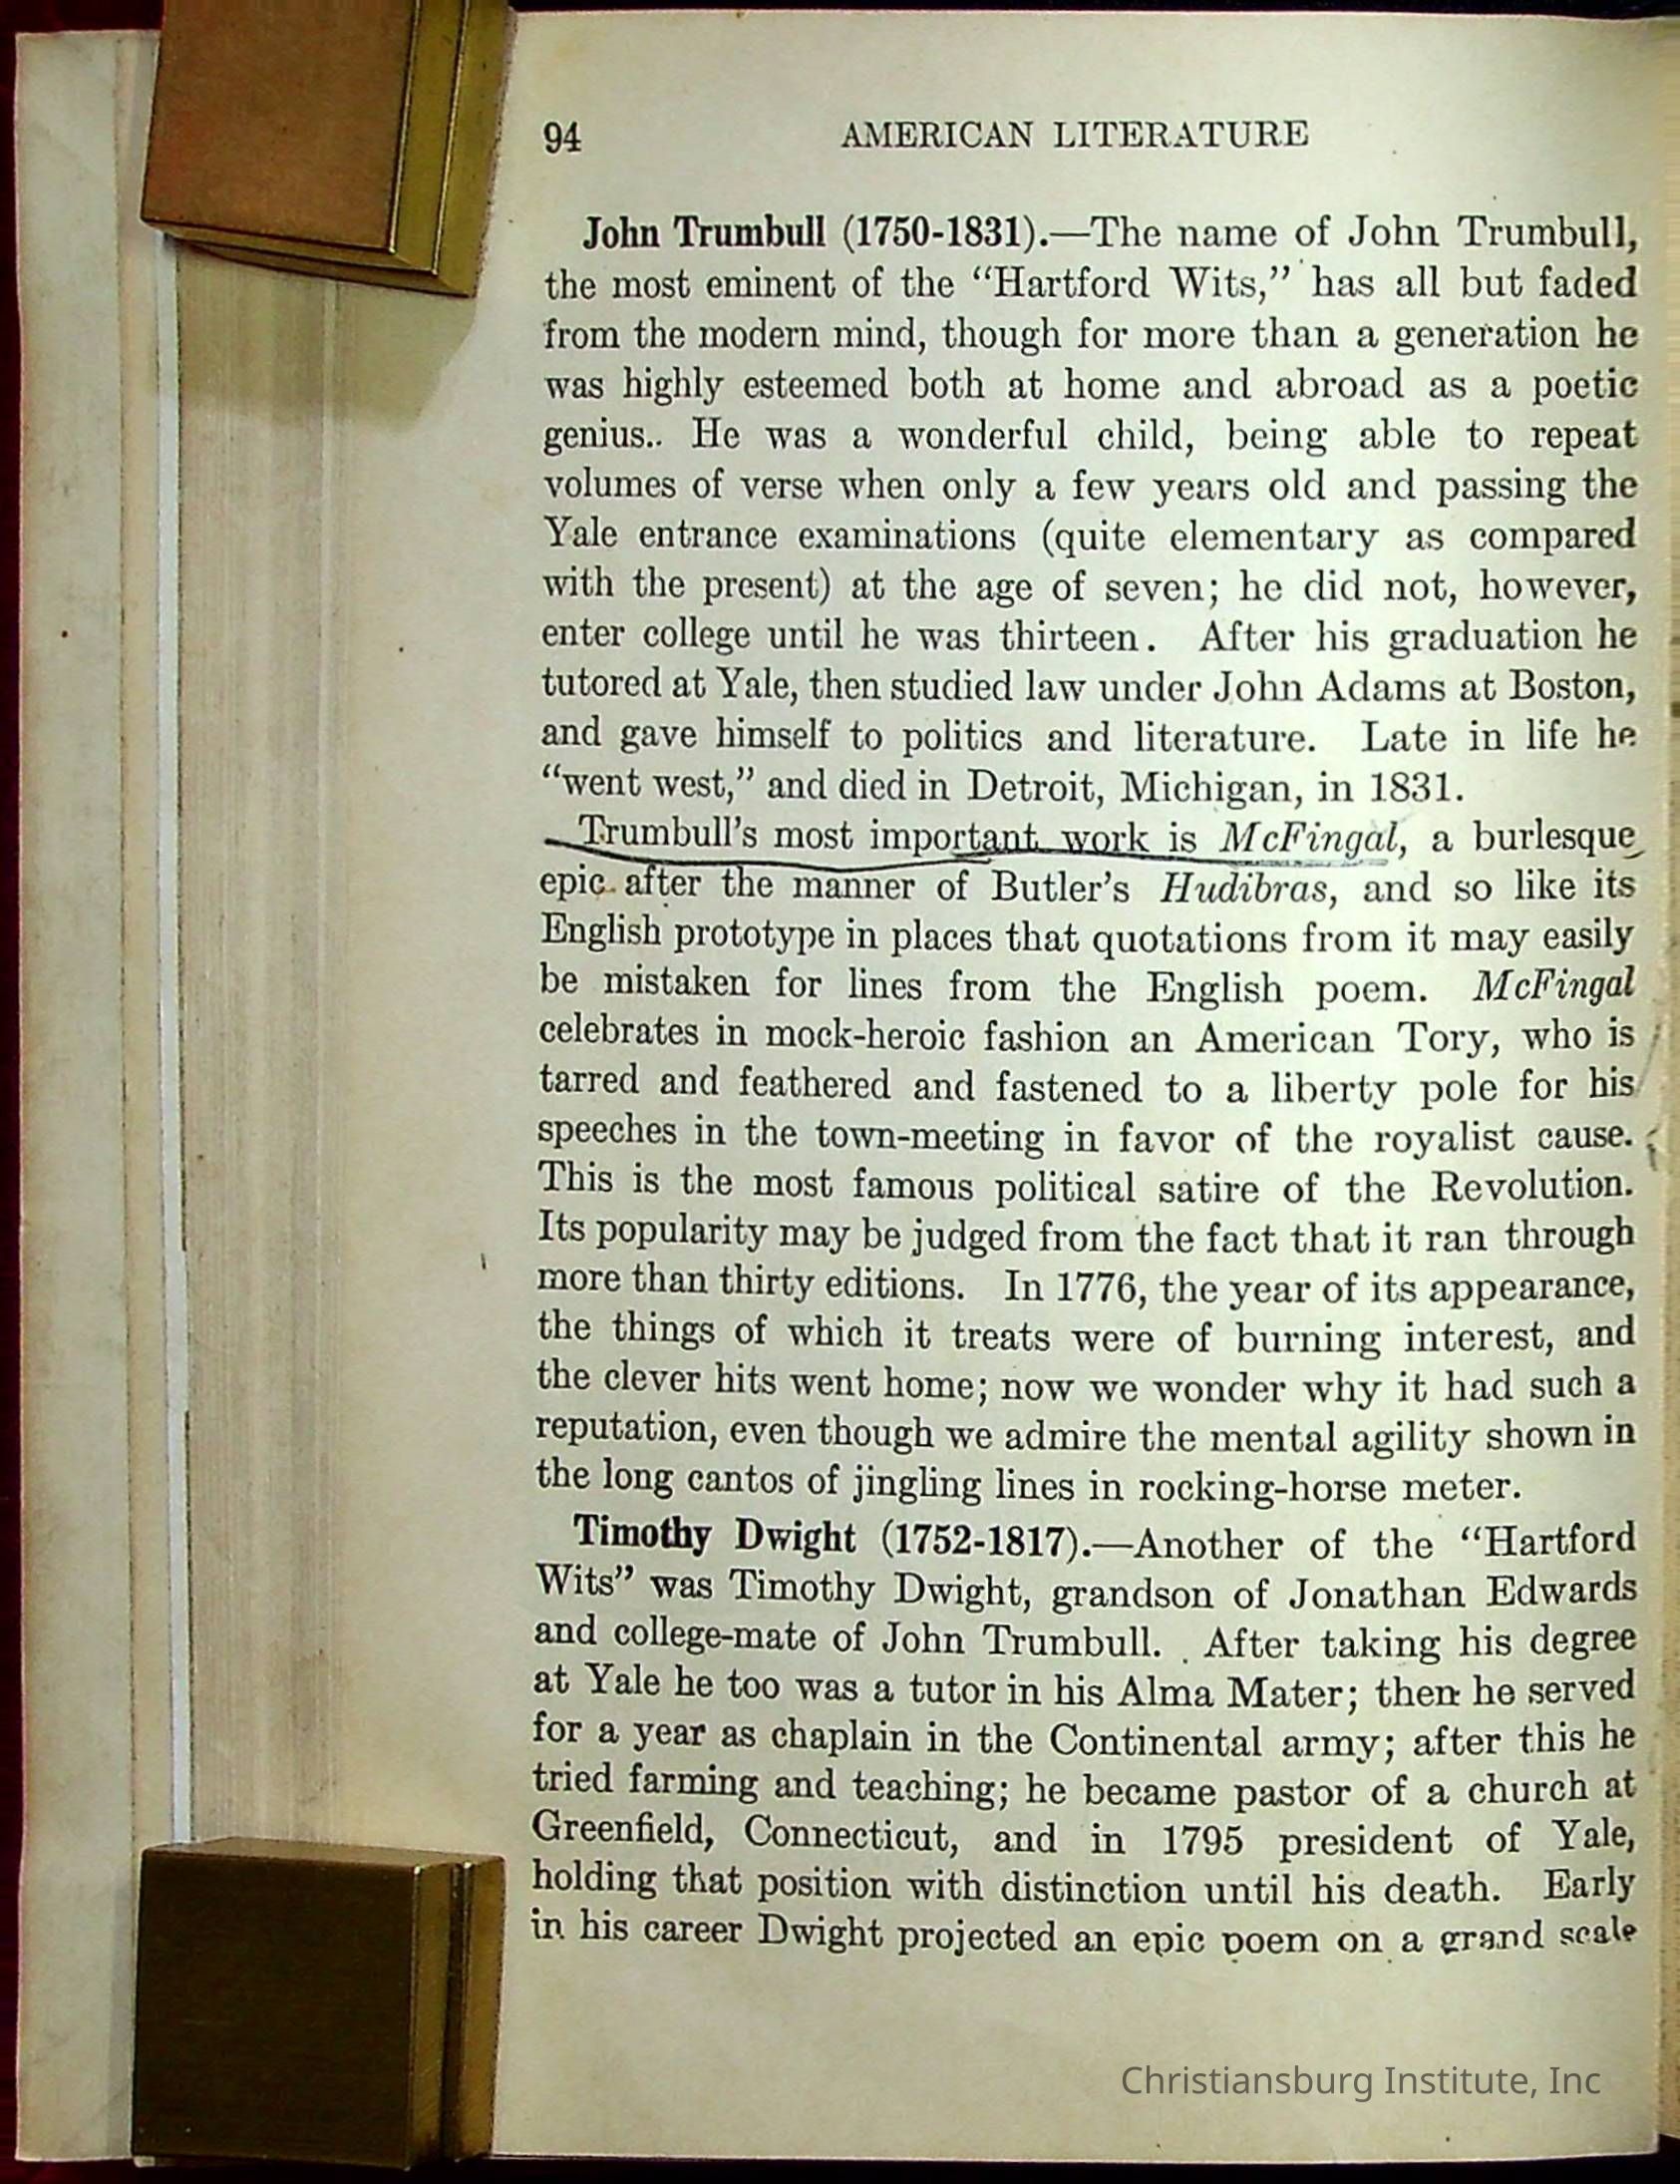 94 AMERICAN LITERATURE
John Trumbull (1750-1831).—The name of John Trumbull,
the most eminent of the “Hartford Wits,” has all but faded
from the modern mind, though for more than a generation he
was highly esteemed both at home and abroad as a poetic
genius.. He was a wonderful child, being able to repeat
volumes of verse when only a few years old and passing the
Yale entrance examinations (quite elementary as compared
with the present) at the age of seven; he did not, however,
enter college until he was thirteen. After his graduation he
tutored at Yale, then studied law under John Adams at Boston,
and gave himself to politics and literature. Late in life he
“went west,” and died in Detroit, Michigan, in 1831.
Trumbull’s most important work is McFingal, a burlesque
epic after the manner of Butler’s Hudibras, and so like its
English prototype in places that quotations from it may easily
be mistaken for lines from the English poem. McFingal
celebrates in mock-heroic fashion an American Tory, who is
tarred and feathered and fastened to a liberty pole for his
speeches in the town-meeting in favor of the royalist cause.
This is the most famous political satire of the Revolution.
Its popularity may be judged from the fact that it ran through
more than thirty editions. In 1776, the year of its appearance,
the things of which it treats were of burning interest, and
the clever hits went home; now we wonder why it had such a
reputation, even though we admire the mental agility shown in
the long cantos of jingling lines in rocking-horse meter.
Timothy Dwight (1752-1817).—Another of the “Hartford
Wits” was Timothy Dwight, grandson of Jonathan Edwards
and college-mate of John Trumbull. After taking his degree
at Yale he too was a tutor in his Alma Mater; then he served
for a year as chaplain in the Continental army; after this he
tried farming and teaching; he became pastor of a church at
Greenfield, Connecticut, and in 1795 president of Yale,
holding that position with distinction until his death. Early
in his career Dwight projected an epic poem on a grand scale
Christiansburg Institute, Inc